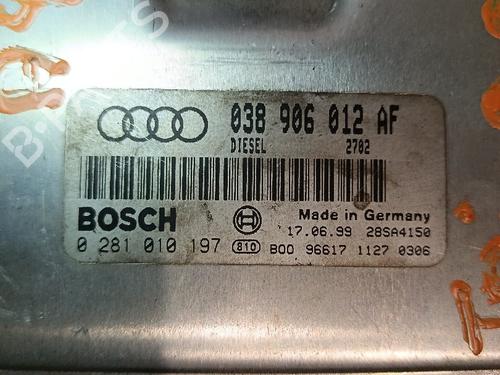 038 906 012 AF
DIESEL 2702
BOSCH
Made in Germany
17.06.99 28SA4150
0 281 010 197 810 BOO 96617 1127 0306